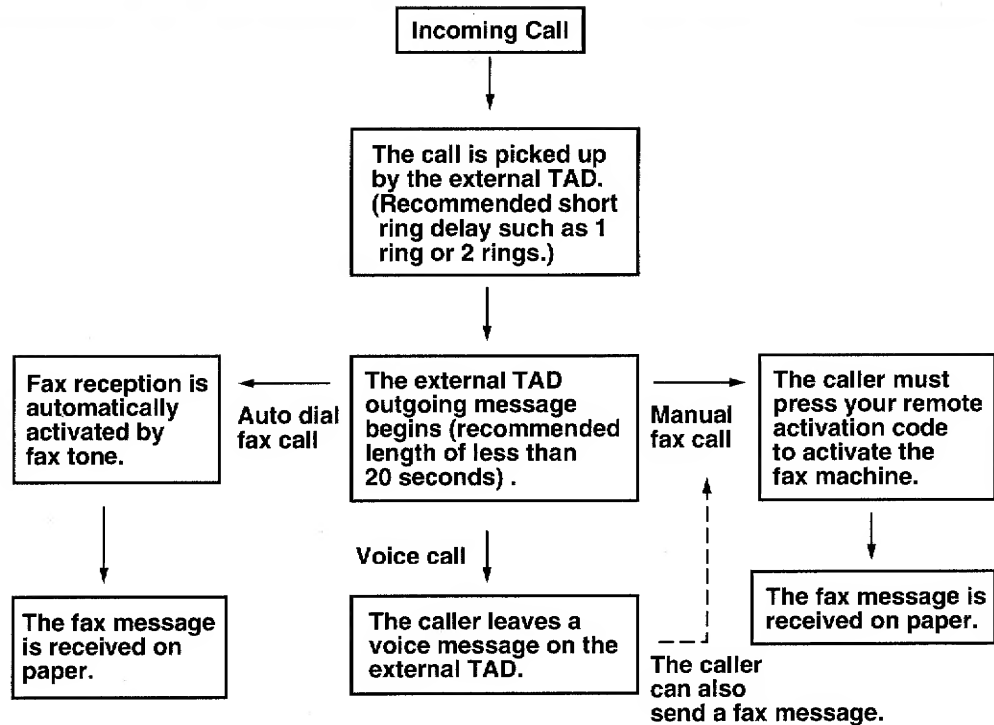 Incoming Call
The call is picked up
by the external TAD.
(Recommended short
ring delay such as 1
ring or 2 rings.)
Fax reception is
automatically
activated by
fax tone.
Auto dial
fax call
The external TAD
outgoing message
begins (recommended
length of less than
20 seconds) .
Manual
fax call
The caller must
press your remote
activation code
to activate the
fax machine.
Voice call
The fax message
is received on
paper.
The caller leaves a
voice message on the
external TAD.
The caller
can also
send a fax message.
The fax message is
received on paper.